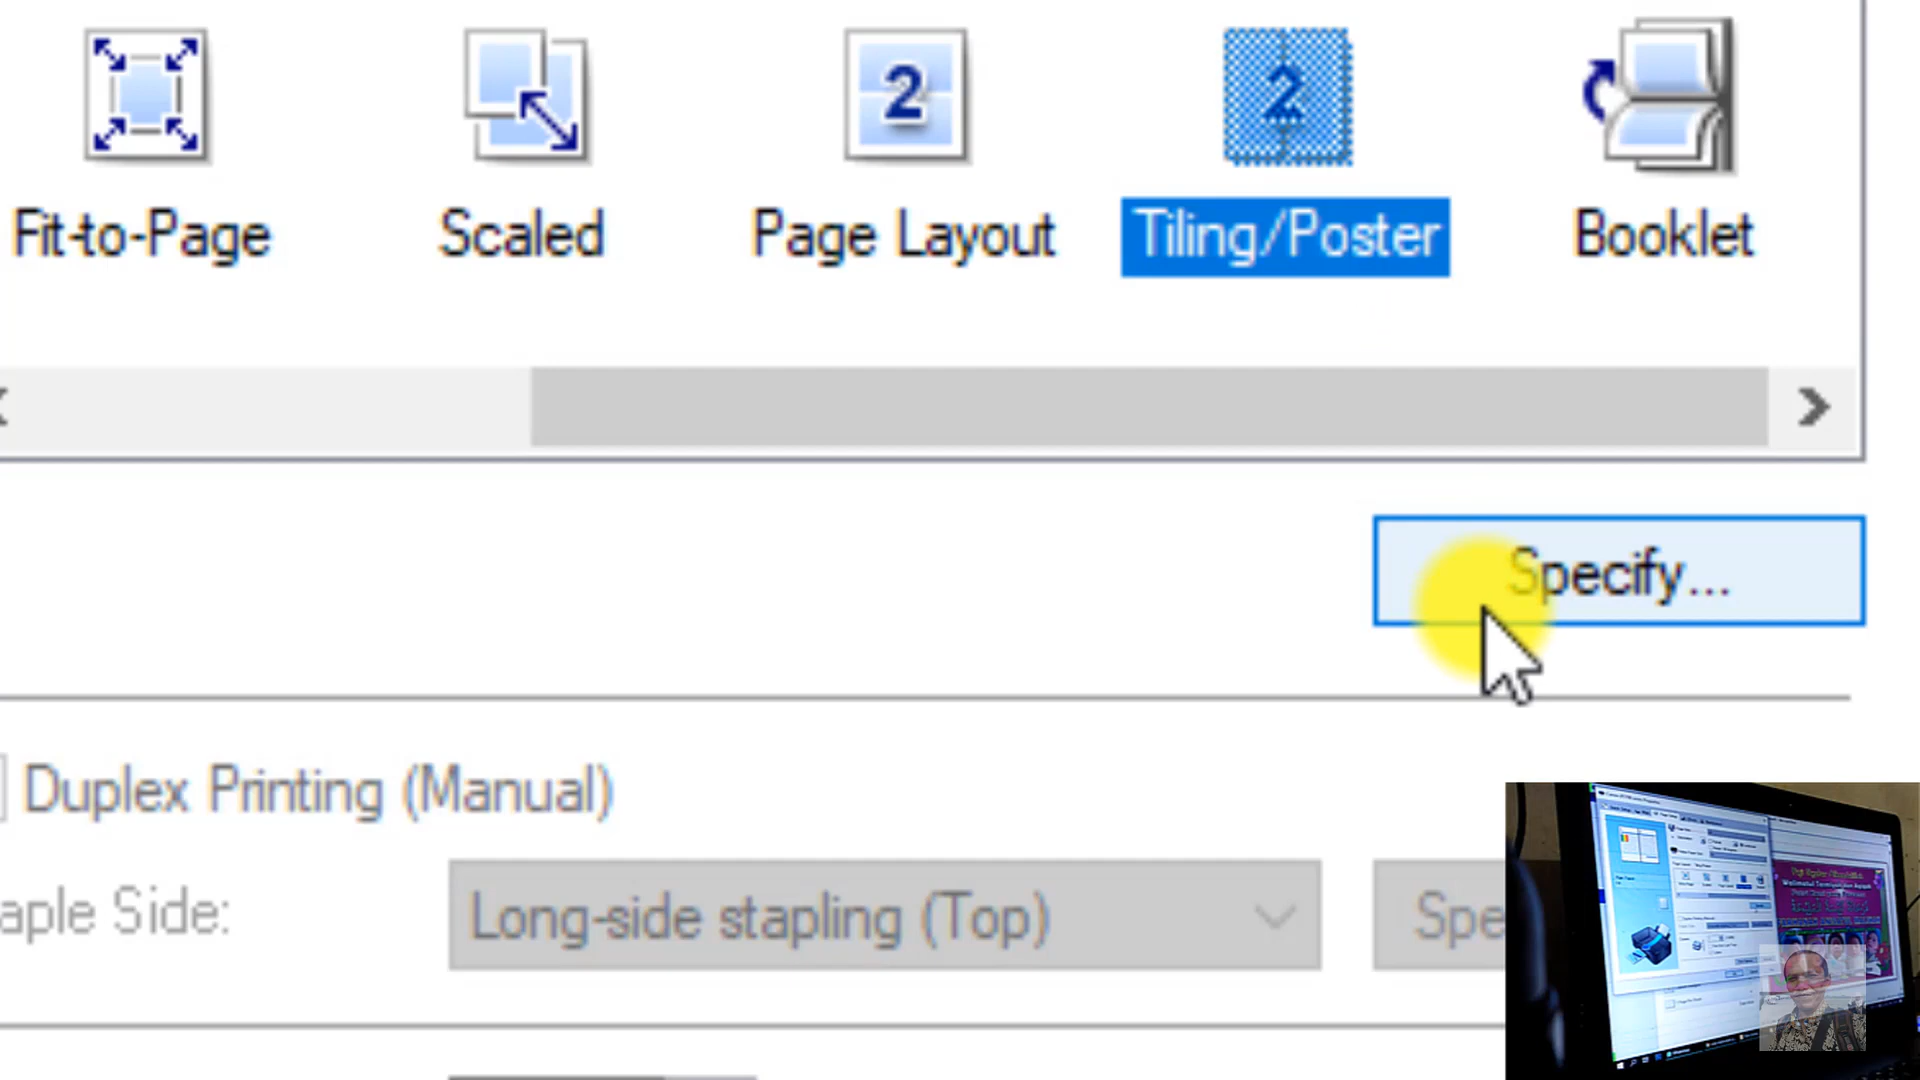 2 2
Fit-to-Page Scaled Page Layout Tiling/Poster Booklet
Specify...
Duplex Printing (Manual)
aple Side: Long-side stapling (Top) Spe